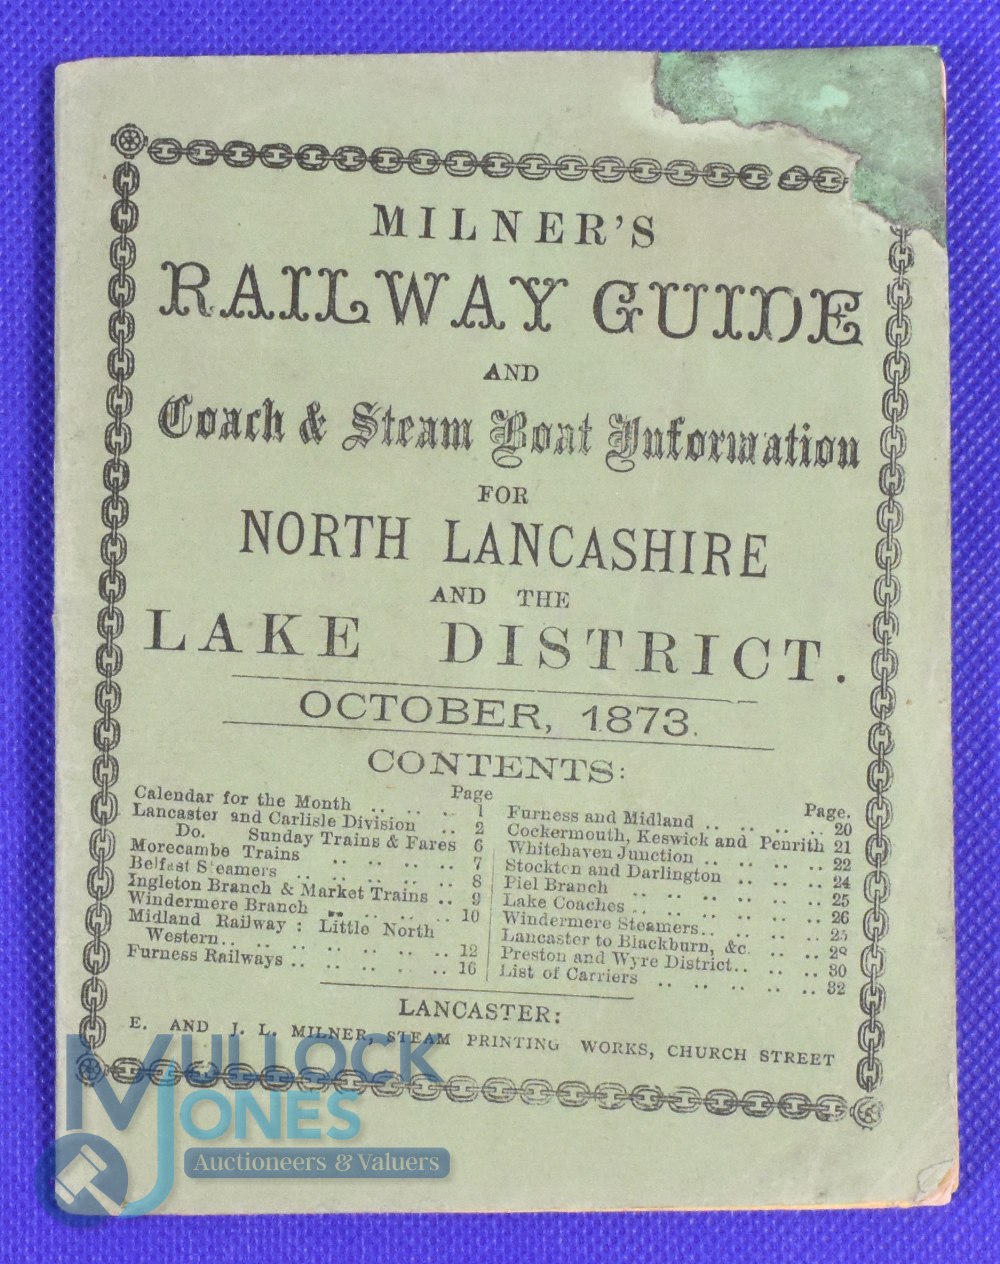 MILNER'S
RAILWAY GUIDE
AND
Coach & Steam Boat Information
FOR
NORTH LANCASHIRE
AND THE
LAKE DISTRICT.
OCTOBER, 1873.
CONTENTS:
Page
Calendar for the Month .. .. .. 1
Lancaster and Carlisle Division .. 2
Do. Sunday Trains & Fares 6
Morecambe Trains .. .. .. .. 7
Belfast Steamers .. .. .. .. .. 8
Ingleton Branch & Market Trains .. 9
Windermere Branch .. .. .. .. 10
Midland Railway: Little North
Western.. .. .. .. .. .. .. 12
Furness Railways .. .. .. .. .. 16
Page.
Furness and Midland .. .. .. .. 20
Cockermouth, Keswick and Penrith 21
Whitehaven Junction .. .. .. .. 22
Stockton and Darlington .. .. .. 24
Piel Branch .. .. .. .. .. .. 25
Lake Coaches .. .. .. .. .. .. 26
Windermere Steamers.. .. .. .. 25
Lancaster to Blackburn, &c. .. .. 28
Preston and Wyre District.. .. .. 30
List of Carriers .. .. .. .. .. 32
LANCASTER:
E. AND J. L. MILNER, STEAM PRINTING WORKS, CHURCH STREET
MULLOCK
JONES
Auctioneers & Valuers